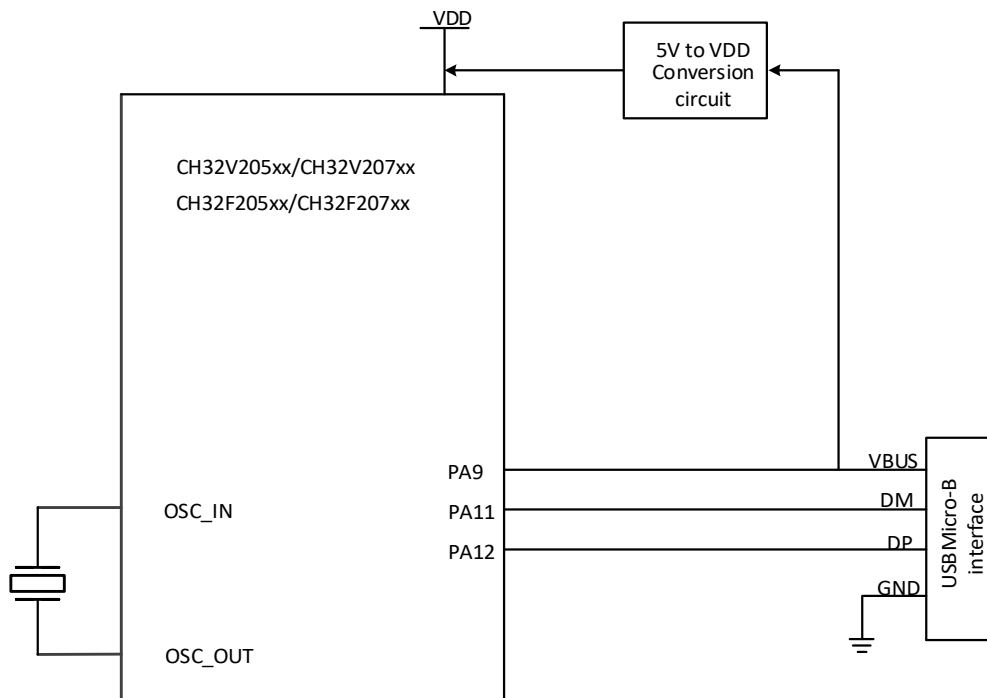 VDD
5V to VDD
Conversion
circuit
CH32V205xx/CH32V207xx
CH32F205xx/CH32F207xx
PA9
VBUS
OSC_IN
PA11
DM
PA12
DP
GND
USB Micro-B
interface
OSC_OUT